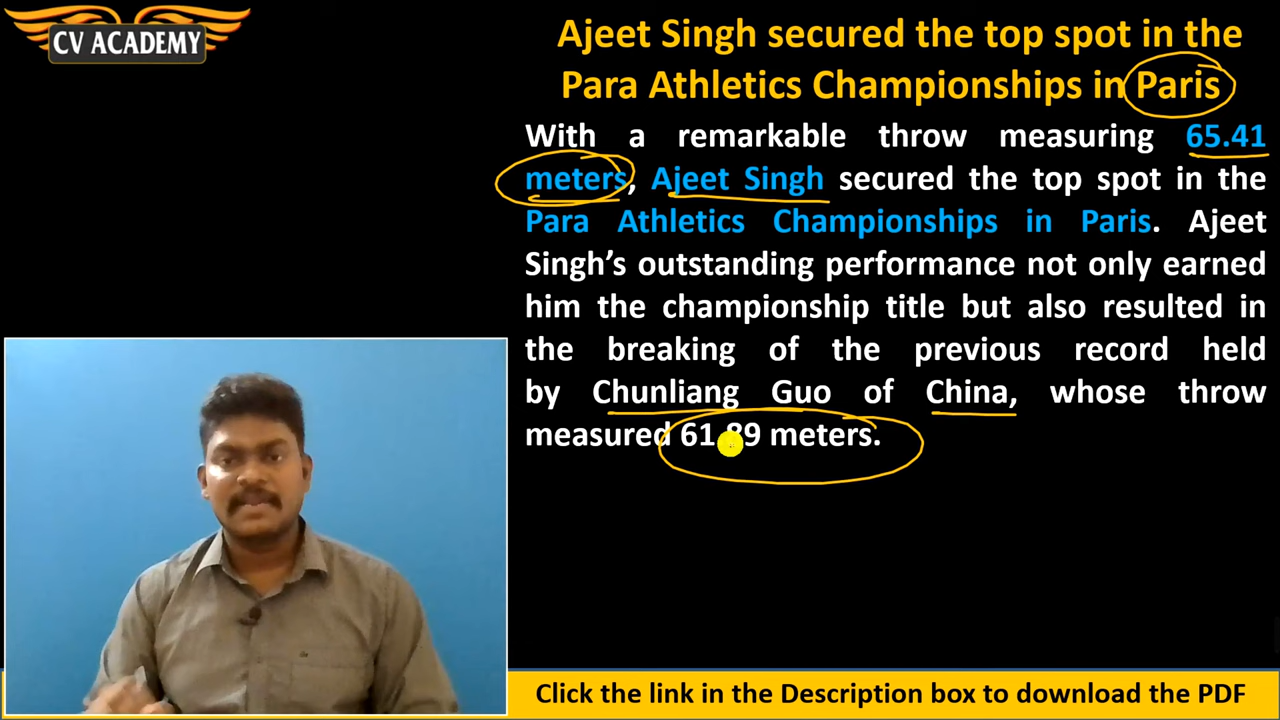 CV ACADEMY
Ajeet Singh secured the top spot in the
Para Athletics Championships in Paris
With a remarkable throw measuring 65.41
meters, Ajeet Singh secured the top spot in the
Para Athletics Championships in Paris. Ajeet
Singh’s outstanding performance not only earned
him the championship title but also resulted in
the breaking of the previous record held
by Chunliang Guo of China, whose throw
measured 61.89 meters.
Click the link in the Description box to download the PDF